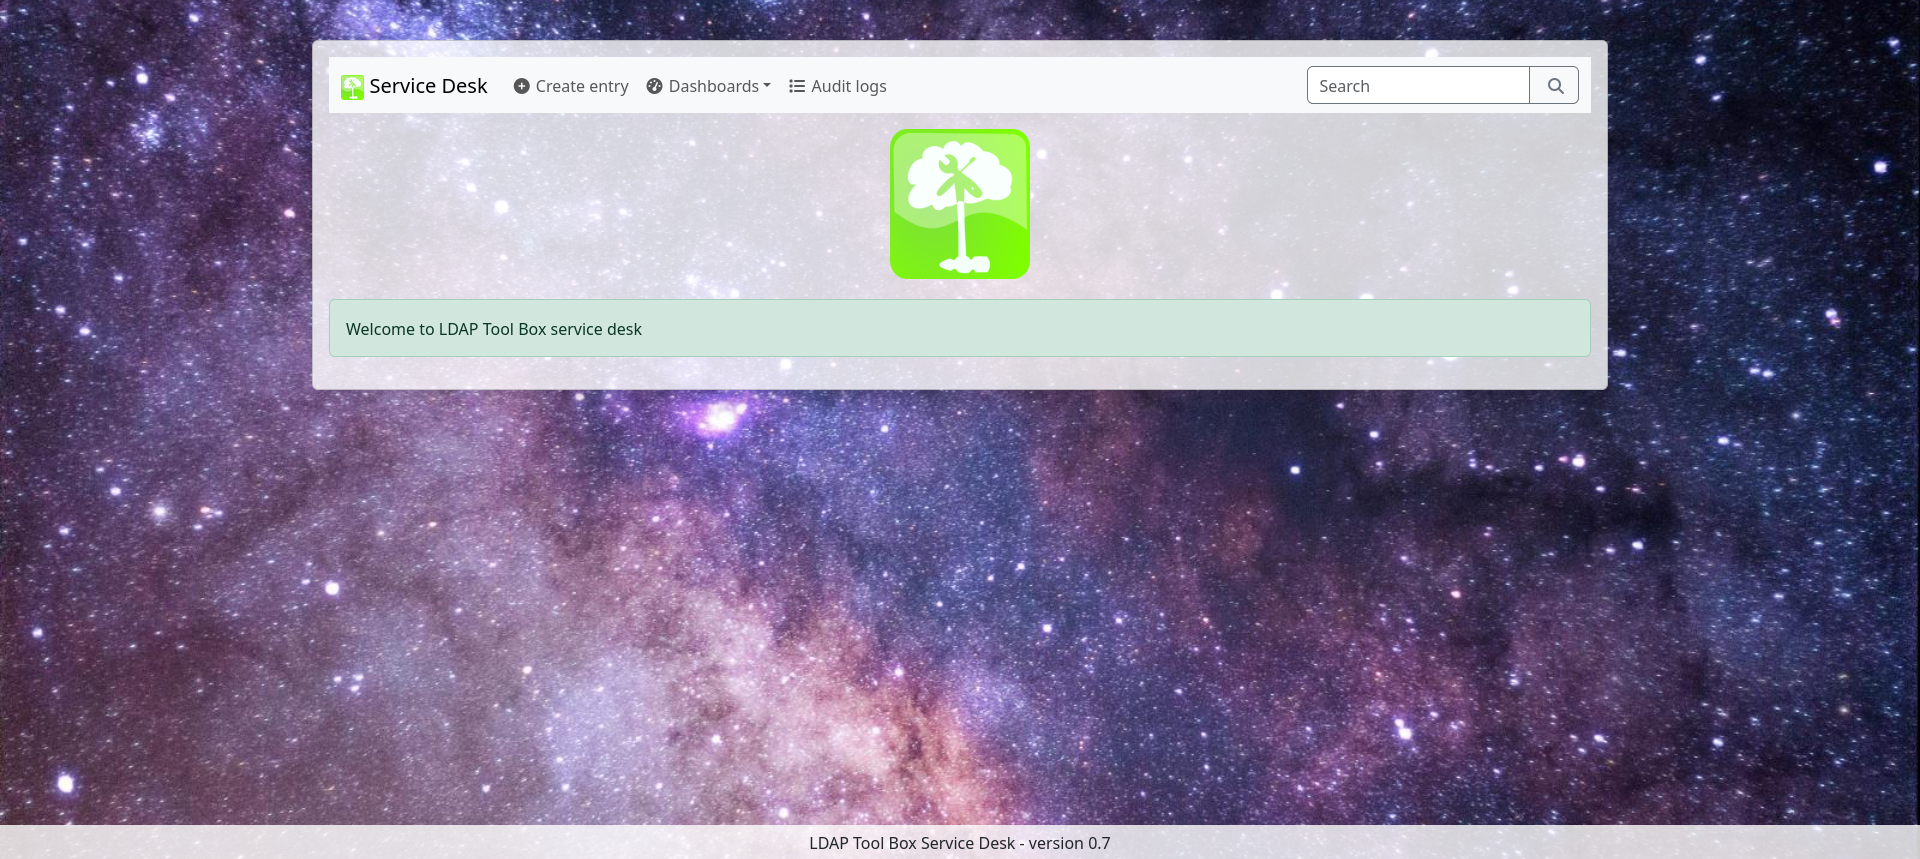 Service Desk Create entry Dashboards Audit logs Search
Welcome to LDAP Tool Box service desk
LDAP Tool Box Service Desk - version 0.7